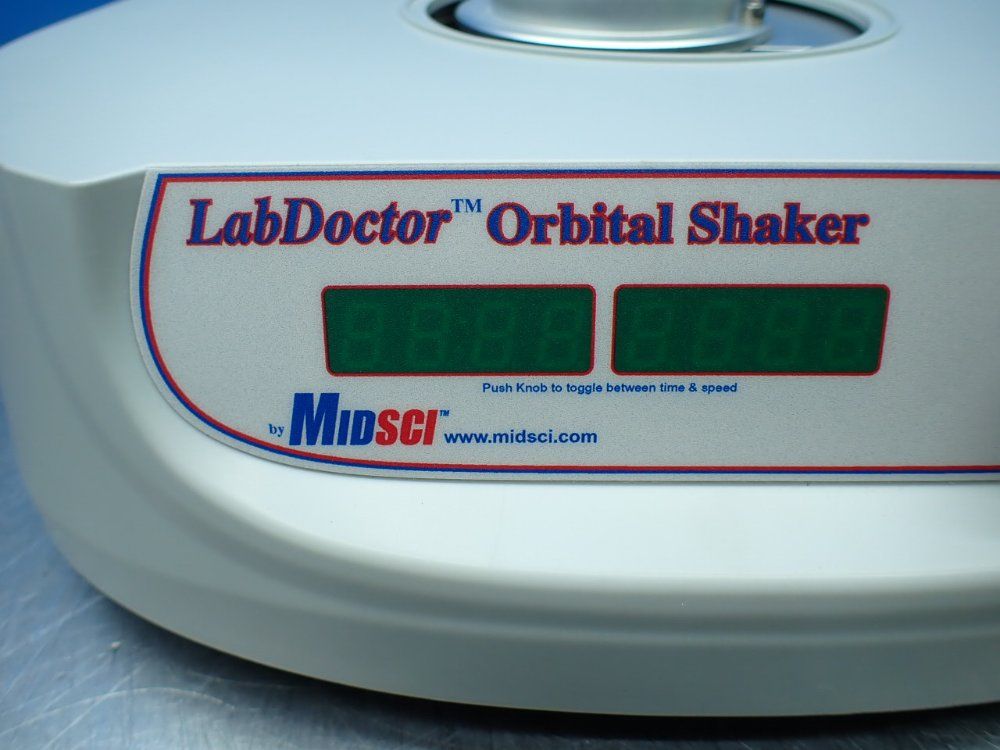 LabDoctor™ Orbital Shaker
Push Knob to toggle between time & speed
by MIDSCI™ www.midsci.com